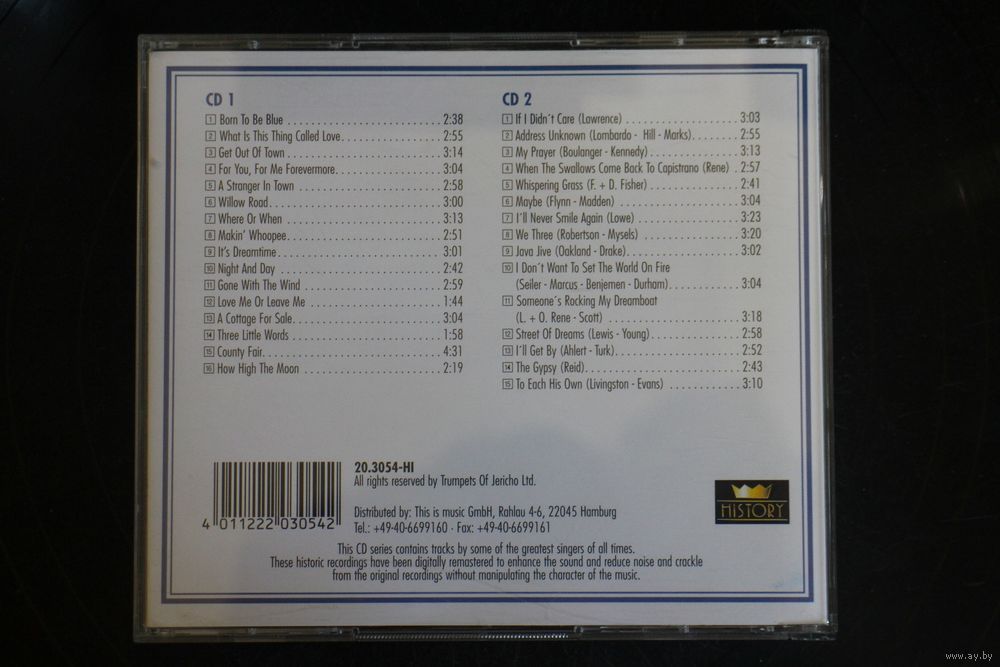 CD 1
1 Born To Be Blue 2:38
2 What Is This Thing Called Love 2:55
3 Get Out Of Town 3:14
4 For You, For Me Forevermore 3:04
5 A Stranger In Town 2:58
6 Willow Road 3:00
7 Where Or When 3:13
8 Makin' Whoopee 2:51
9 It's Dreamtime 3:01
10 Night And Day 2:42
11 Gone With The Wind 2:59
12 Love Me Or Leave Me 1:44
13 A Cottage For Sale 3:04
14 Three Little Words 1:58
15 County Fair 4:31
16 How High The Moon 2:19
CD 2
1 If I Didn´t Care (Lawrence) 3:03
2 Address Unknown (Lombardo - Hill - Marks) 2:55
3 My Prayer (Boulanger - Kennedy) 3:13
4 When The Swallows Come Back To Capistrano (Rene) 2:57
5 Whispering Grass (F. + D. Fisher) 2:41
6 Maybe (Flynn - Madden) 3:04
7 I´ll Never Smile Again (Lowe) 3:23
8 We Three (Robertson - Mysels) 3:20
9 Java Jive (Oakland - Drake) 3:02
10 I Don´t Want To Set The World On Fire
(Seiler - Marcus - Benjemen - Durham) 3:04
11 Someone´s Rocking My Dreamboat
(L. + O. Rene - Scott) 3:18
12 Street Of Dreams (Lewis - Young) 2:58
13 I´ll Get By (Ahlert - Turk) 2:52
14 The Gypsy (Reid) 2:43
15 To Each His Own (Livingston - Evans) 3:10
4 011222 030542
20.3054-HI
All rights reserved by Trumpets Of Jericho Ltd.
Distributed by: This is music GmbH, Rahlau 4-6, 22045 Hamburg
Tel.: +49-40-6699160 · Fax: +49-40-6699161
HISTORY
This CD series contains tracks by some of the greatest singers of all times.
These historic recordings have been digitally remastered to enhance the sound and reduce noise and crackle
from the original recordings without manipulating the character of the music.
www.ay.by